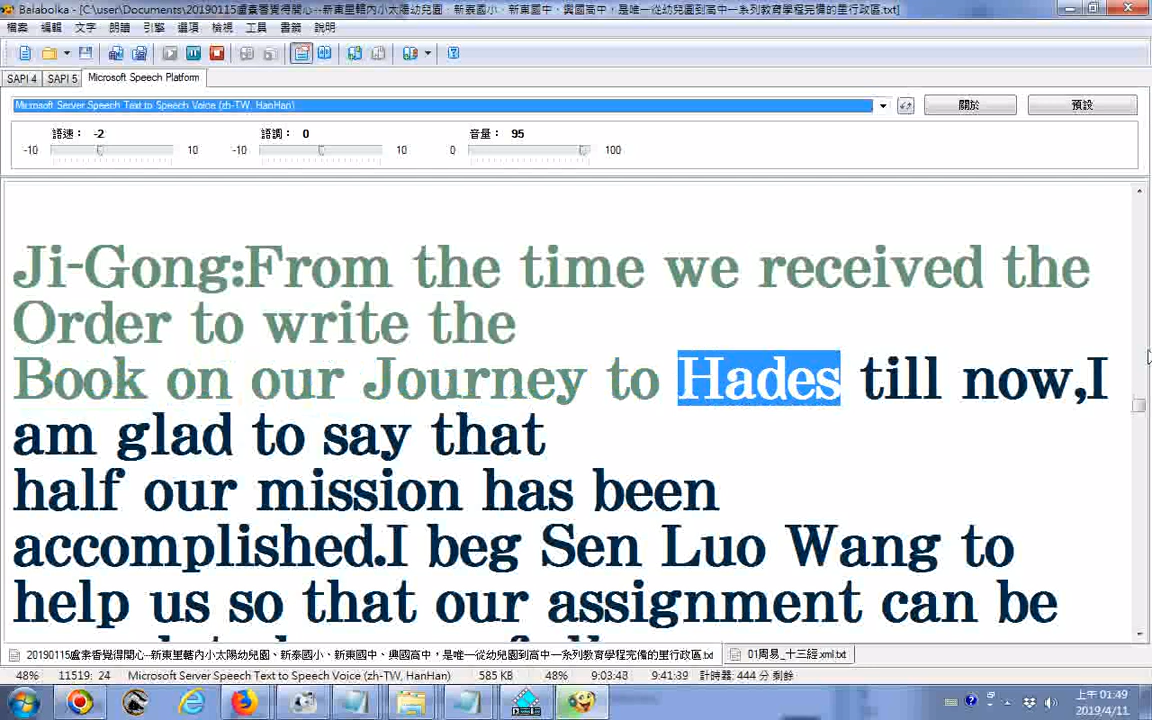 Balabolka - [C:\user\Documents\20190115盧素香覺得開心--新東里轄內小太陽幼兒園、新泰國小、新東國中、興國高中，是唯一從幼兒園到高中一系列教育學程完備的里行政區.txt]
檔案 編輯 文字 朗讀 引擎 選項 檢視 工具 書籤 說明
SAPI 4 SAPI 5 Microsoft Speech Platform
Microsoft Server Speech Text to Speech Voice (zh-TW, HanHan) 關於 預設
語速： -2 語調： 0 音量： 95
-10 10 -10 10 0 100
Ji-Gong:From the time we received the
Order to write the
Book on our Journey to Hades till now,I
am glad to say that
half our mission has been
accomplished.I beg Sen Luo Wang to
help us so that our assignment can be
20190115盧素香覺得開心--新東里轄內小太陽幼兒園、新泰國小、新東國中、興國高中，是唯一從幼兒園到高中一系列教育學程完備的里行政區.txt 01周易_十三經.xml.txt
48% 11519: 24 Microsoft Server Speech Text to Speech Voice (zh-TW, HanHan) 585 KB 48% 9:03:48 9:41:39 計時器: 444 分 剩餘
上午 01:49
2019/4/11